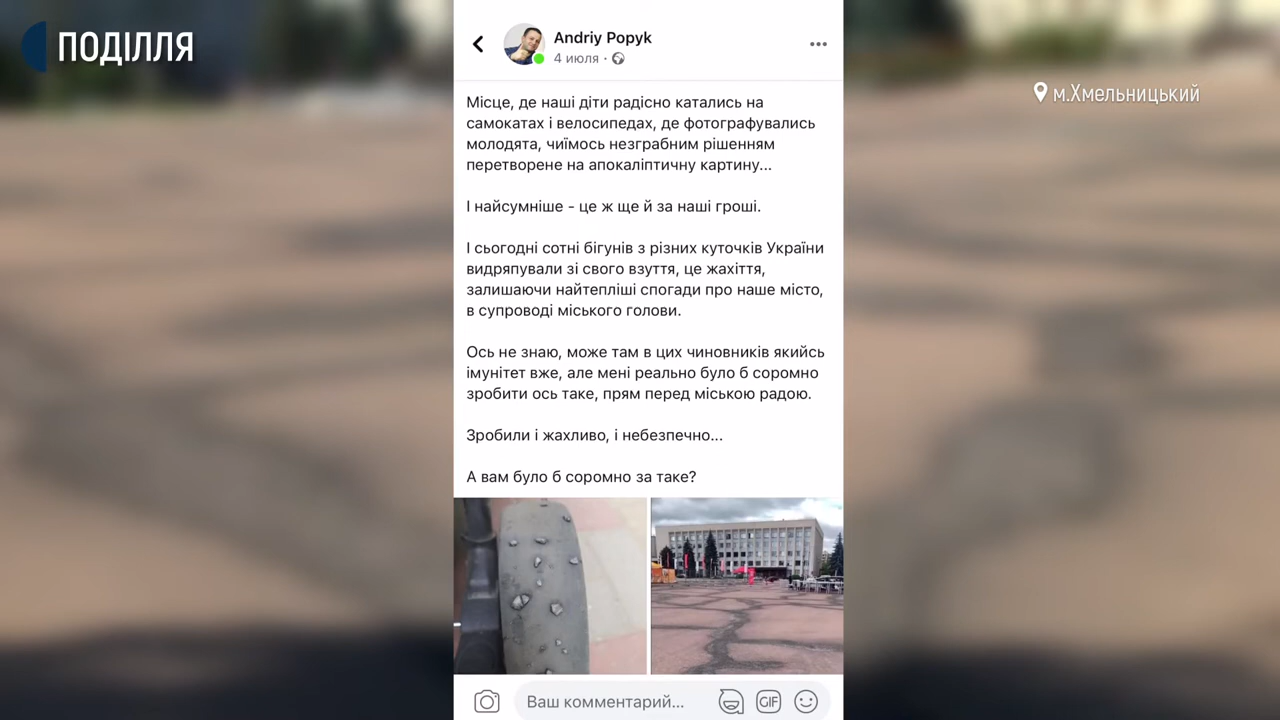 ПОДІЛЛЯ
Andriy Popyk
4 июля ·
м.Хмельницький
Місце, де наші діти радісно катались на
самокатах і велосипедах, де фотографувались
молодята, чиїмось незграбним рішенням
перетворене на апокаліптичну картину...
І найсумніше - це ж ще й за наші гроші.
І сьогодні сотні бігунів з різних куточків України
видряпували зі свого взуття, це жахіття,
залишаючи найтепліші спогади про наше місто,
в супроводі міського голови.
Ось не знаю, може там в цих чиновників якийсь
імунітет вже, але мені реально було б соромно
зробити ось таке, прям перед міською радою.
Зробили і жахливо, і небезпечно...
А вам було б соромно за таке?
Ваш комментарий...
GIF